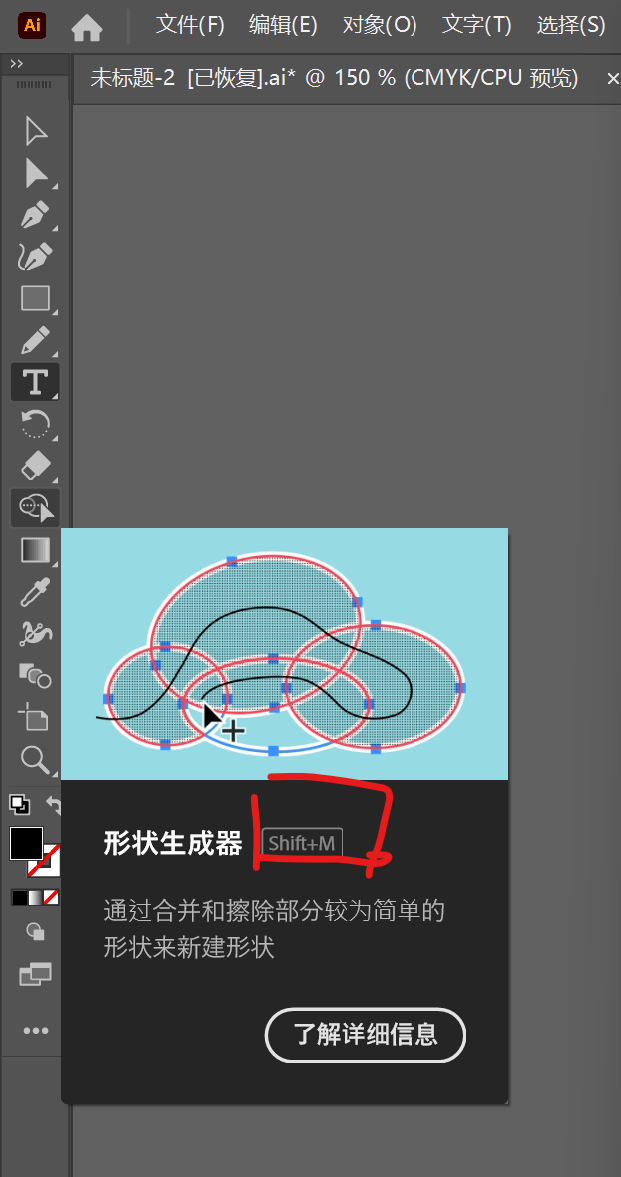 Ai 文件(F) 编辑(E) 对象(O) 文字(T) 选择(S)
未标题-2 [已恢复].ai* @ 150 % (CMYK/CPU 预览) ×
形状生成器 Shift+M
通过合并和擦除部分较为简单的
形状来新建形状
了解详细信息